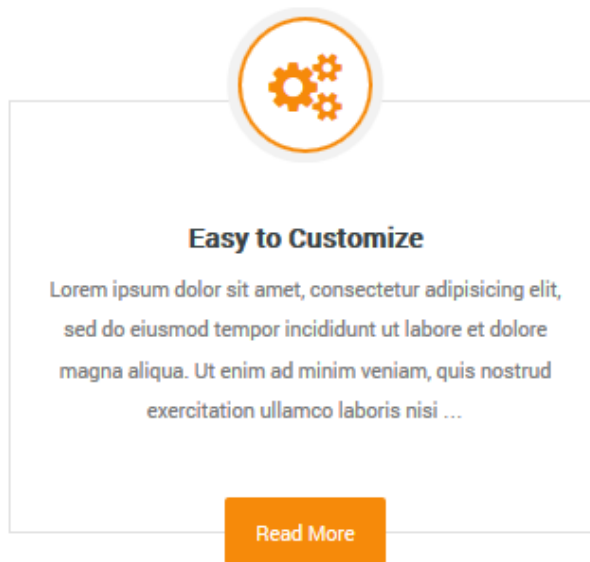 Easy to Customize
Lorem ipsum dolor sit amet, consectetur adipisicing elit,
sed do eiusmod tempor incididunt ut labore et dolore
magna aliqua. Ut enim ad minim veniam, quis nostrud
exercitation ullamco laboris nisi ...
Read More